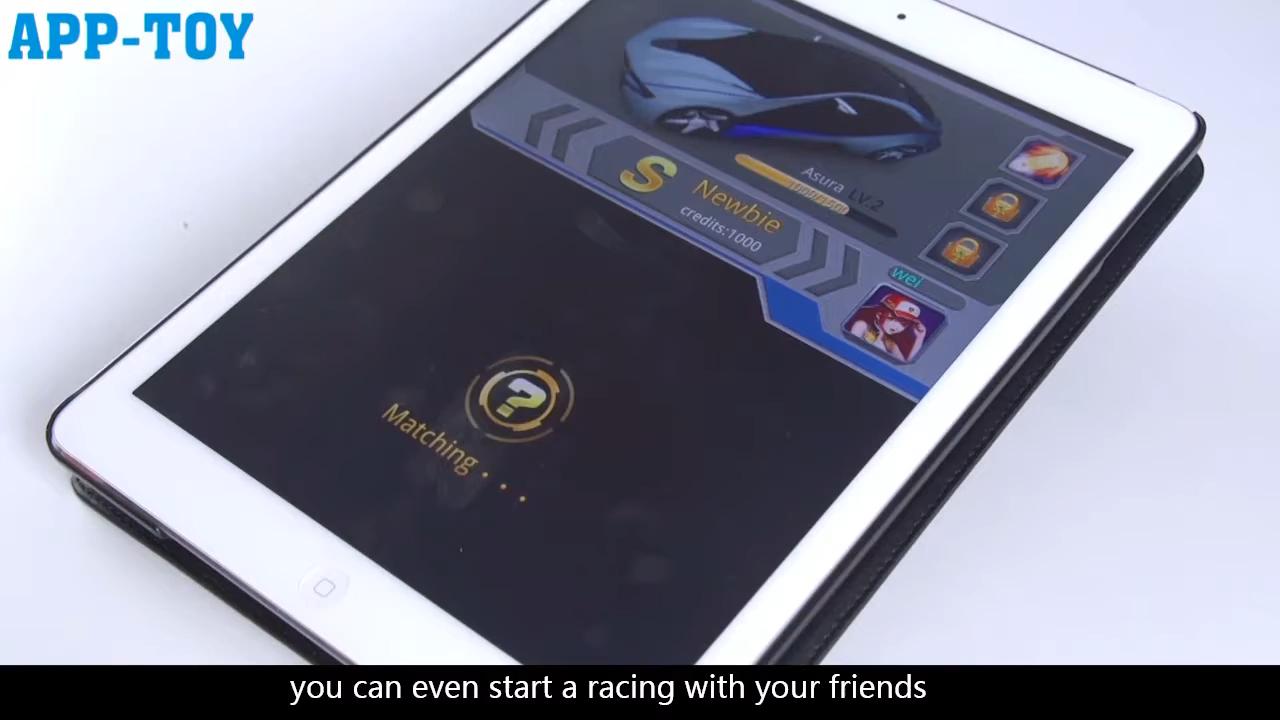 APP-TOY
Asura LV.2
S
Newbie
credits:1000
wei
?
Matching...
you can even start a racing with your friends